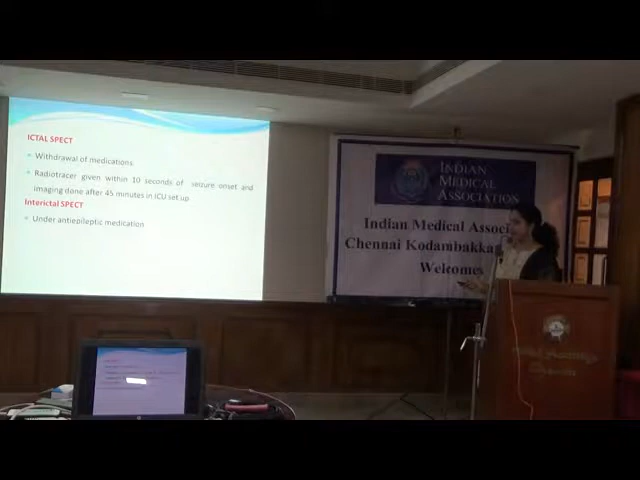 ICTAL SPECT
Withdrawal of medications
Radiotracer given within 10 seconds of seizure onset and
imaging done after 45 minutes in ICU set up
Interictal SPECT
Under antiepileptic medication
INDIAN
MEDICAL
ASSOCIATION
Indian Medical Associ
Chennai Kodambakka
Welcomes